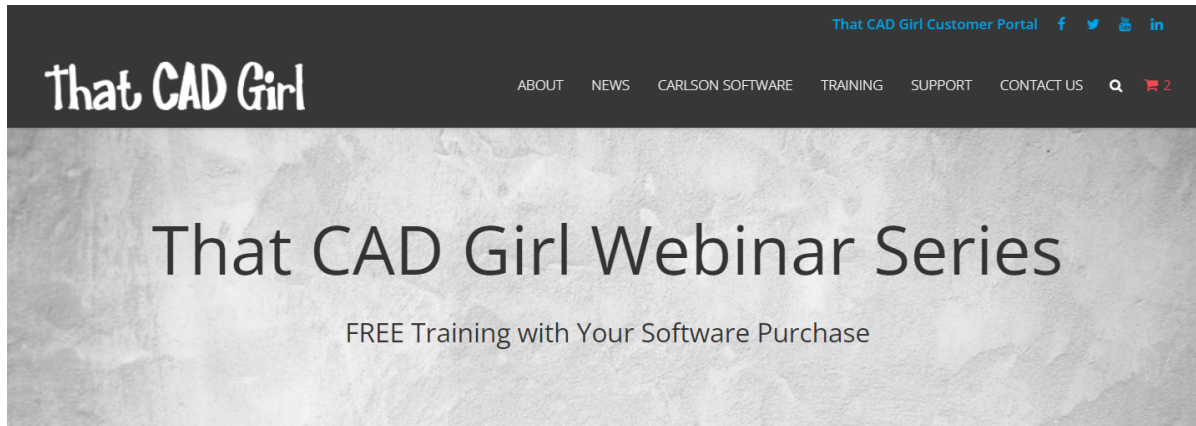 That CAD Girl Customer Portal
That CAD Girl
ABOUT NEWS CARLSON SOFTWARE TRAINING SUPPORT CONTACT US 2
That CAD Girl Webinar Series
FREE Training with Your Software Purchase